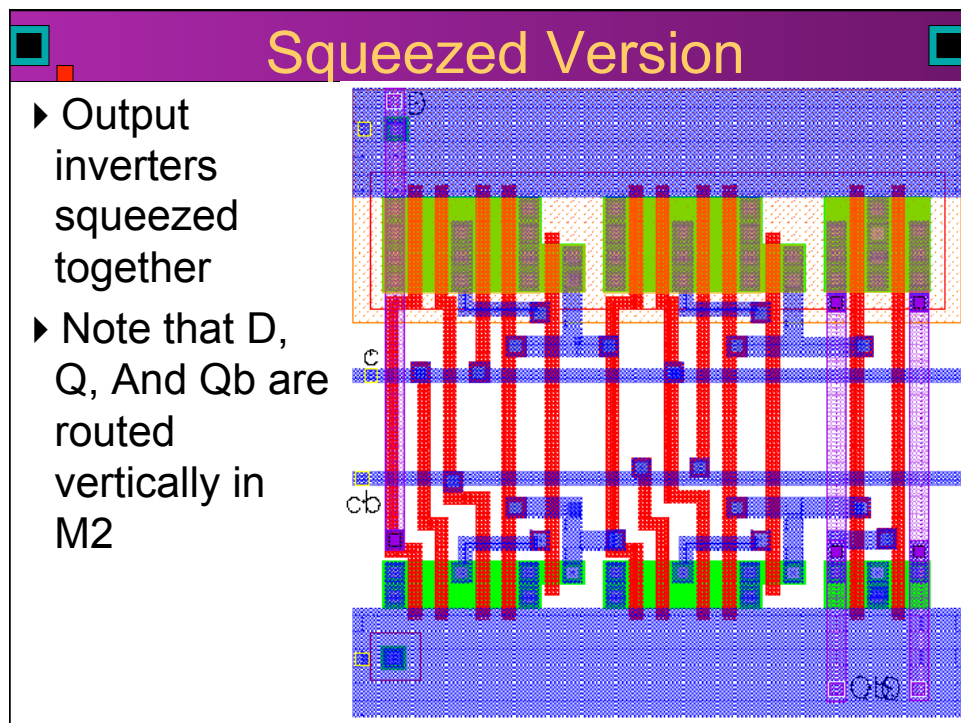 Squeezed Version
Output
inverters
squeezed
together
Note that D,
Q, And Qb are
routed
vertically in
M2
D
c
cb